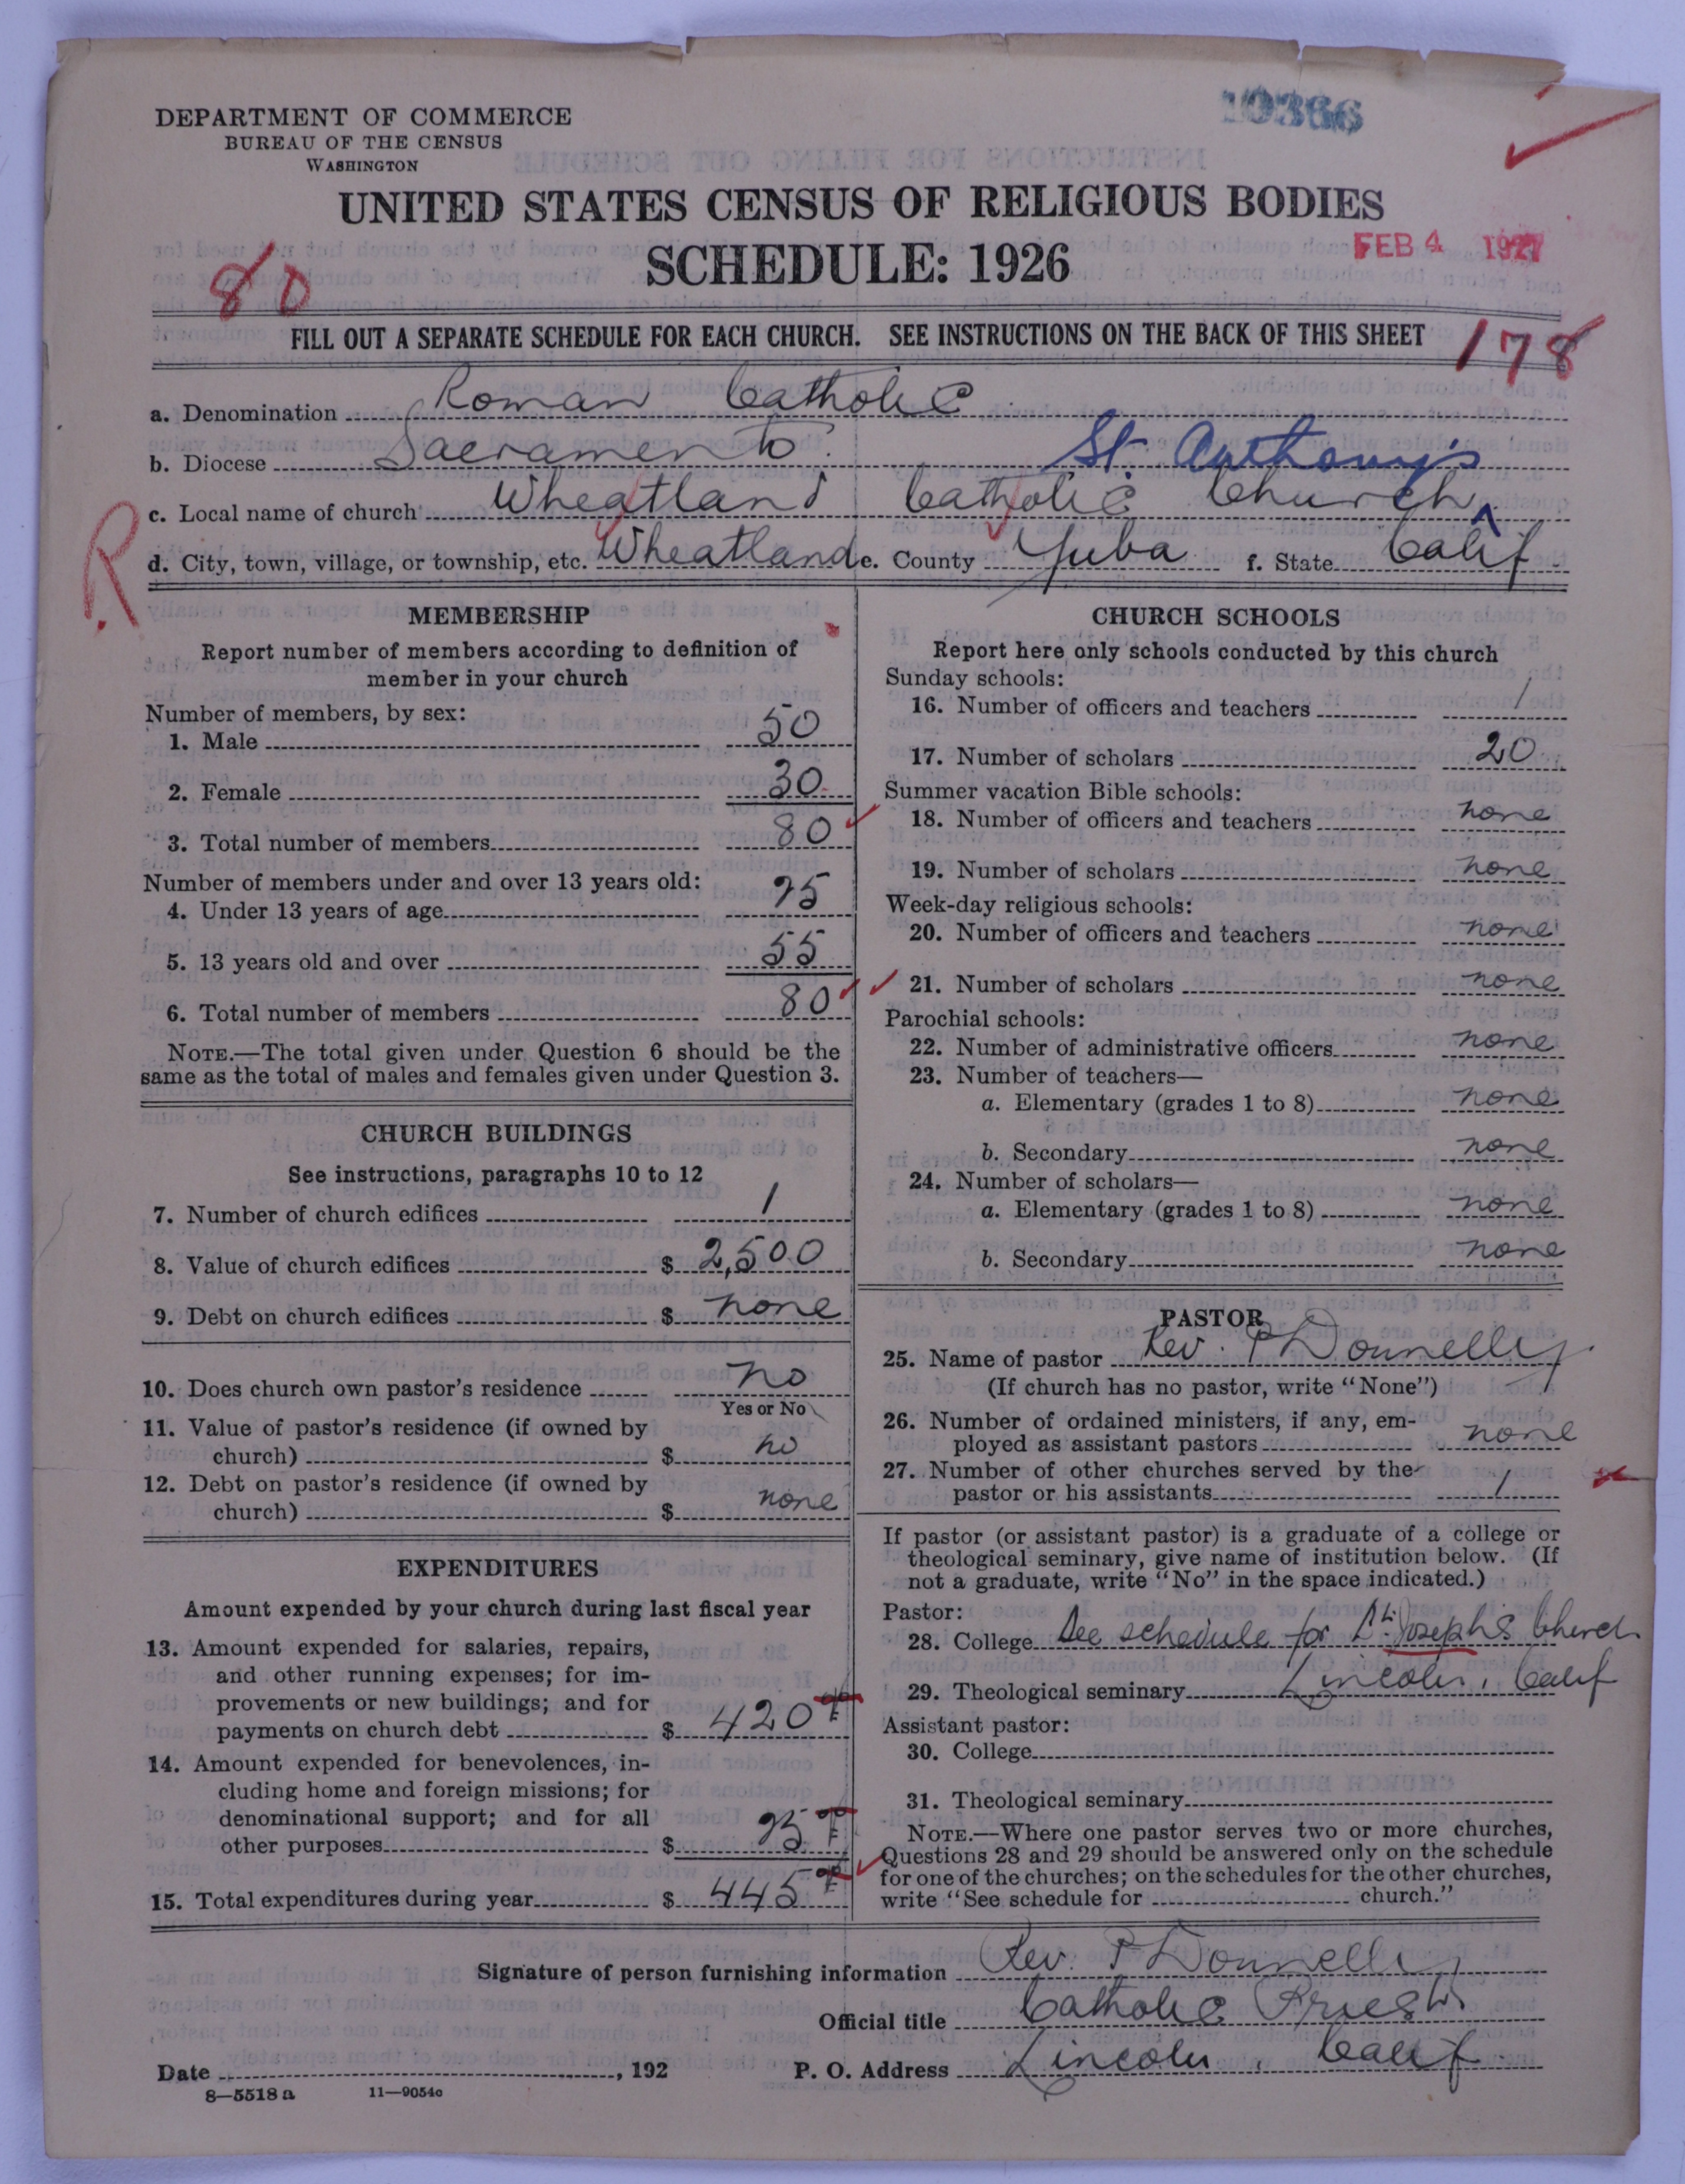 DEPARTMENT OF COMMERCE
BUREAU OF THE CENSUS
WASHINGTON
19366
UNITED STATES CENSUS OF RELIGIOUS BODIES
SCHEDULE: 1926
FEB 4 1927
80
FILL OUT A SEPARATE SCHEDULE FOR EACH CHURCH. SEE INSTRUCTIONS ON THE BACK OF THIS SHEET
178
a. Denomination Roman Catholic
b. Diocese Sacramento. St. Anthony's
c. Local name of church Wheatland Catholic Church
R
d. City, town, village, or township, etc. Wheatland e. County Yuba f. State Calif
MEMBERSHIP
Report number of members according to definition of
member in your church
Number of members, by sex:
1. Male 50
2. Female 30
3. Total number of members 80
Number of members under and over 13 years old:
4. Under 13 years of age 25
5. 13 years old and over 55
6. Total number of members 80
NOTE.—The total given under Question 6 should be the
same as the total of males and females given under Question 3.
CHURCH BUILDINGS
See instructions, paragraphs 10 to 12
7. Number of church edifices 1
8. Value of church edifices $ 2,500
9. Debt on church edifices $ none
10. Does church own pastor's residence no
Yes or No
11. Value of pastor's residence (if owned by
church) $ no
12. Debt on pastor's residence (if owned by
church) $ none
EXPENDITURES
Amount expended by your church during last fiscal year
13. Amount expended for salaries, repairs,
and other running expenses; for im-
provements or new buildings; and for
payments on church debt $ 420
14. Amount expended for benevolences, in-
cluding home and foreign missions; for
denominational support; and for all
other purposes $ 25
15. Total expenditures during year $ 445
CHURCH SCHOOLS
Report here only schools conducted by this church
Sunday schools:
16. Number of officers and teachers 1
17. Number of scholars 20
Summer vacation Bible schools:
18. Number of officers and teachers none
19. Number of scholars none
Week-day religious schools:
20. Number of officers and teachers none
21. Number of scholars none
Parochial schools:
22. Number of administrative officers none
23. Number of teachers—
a. Elementary (grades 1 to 8) none
b. Secondary none
24. Number of scholars—
a. Elementary (grades 1 to 8) none
b. Secondary none
PASTOR
25. Name of pastor Rev. P Donnelly
(If church has no pastor, write "None")
26. Number of ordained ministers, if any, em-
ployed as assistant pastors none
27. Number of other churches served by the
pastor or his assistants 1
If pastor (or assistant pastor) is a graduate of a college or
theological seminary, give name of institution below. (If
not a graduate, write "No" in the space indicated.)
Pastor:
28. College See schedule for St. Joseph's Church
29. Theological seminary Lincoln, Calif
Assistant pastor:
30. College
31. Theological seminary
NOTE.—Where one pastor serves two or more churches,
Questions 28 and 29 should be answered only on the schedule
for one of the churches; on the schedules for the other churches,
write "See schedule for church."
Signature of person furnishing information Rev. P Donnelly
Official title Catholic Priest
Date , 192 P. O. Address Lincoln, Calif.
8—5518 a 11—9054c